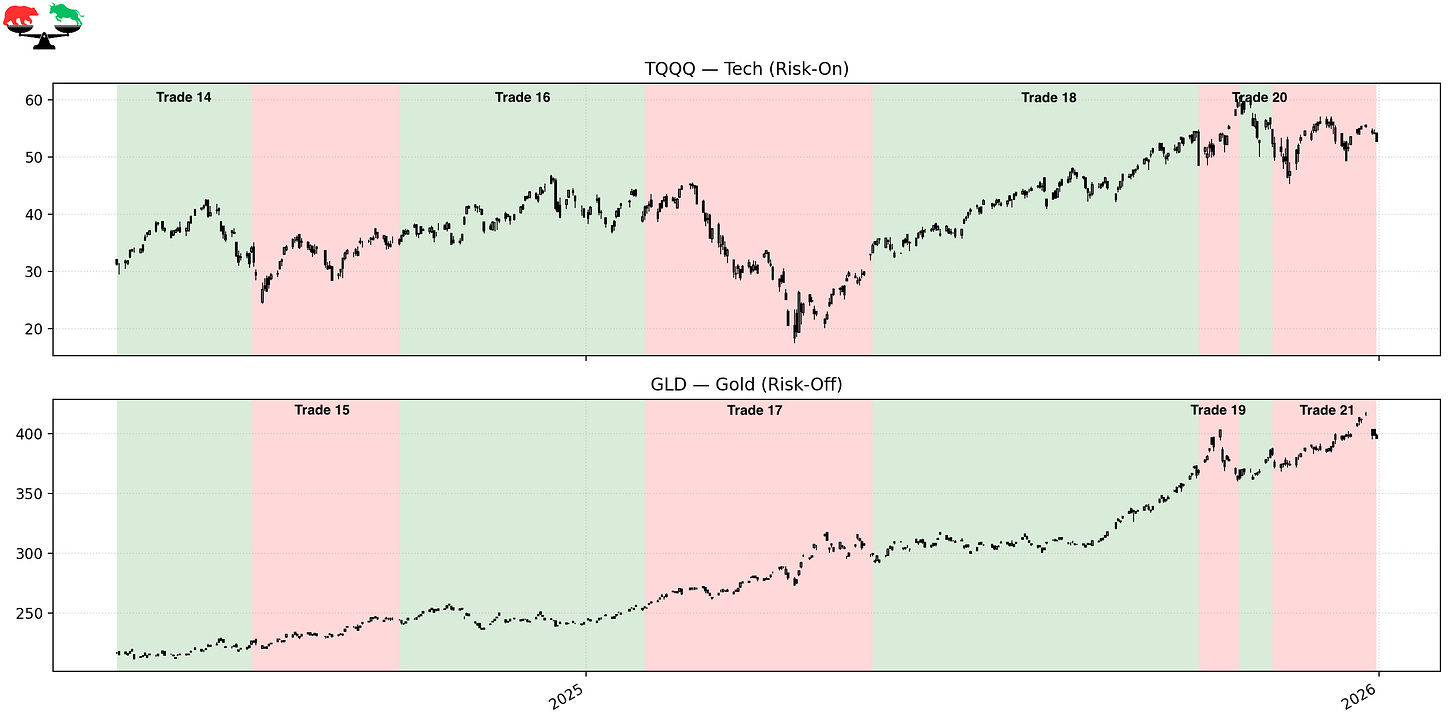 TQQQ — Tech (Risk-On)
Trade 14
Trade 16
Trade 18
Trade 20
60
50
40
30
20
GLD — Gold (Risk-Off)
Trade 15
Trade 17
Trade 19
Trade 21
400
350
300
250
2025
2026